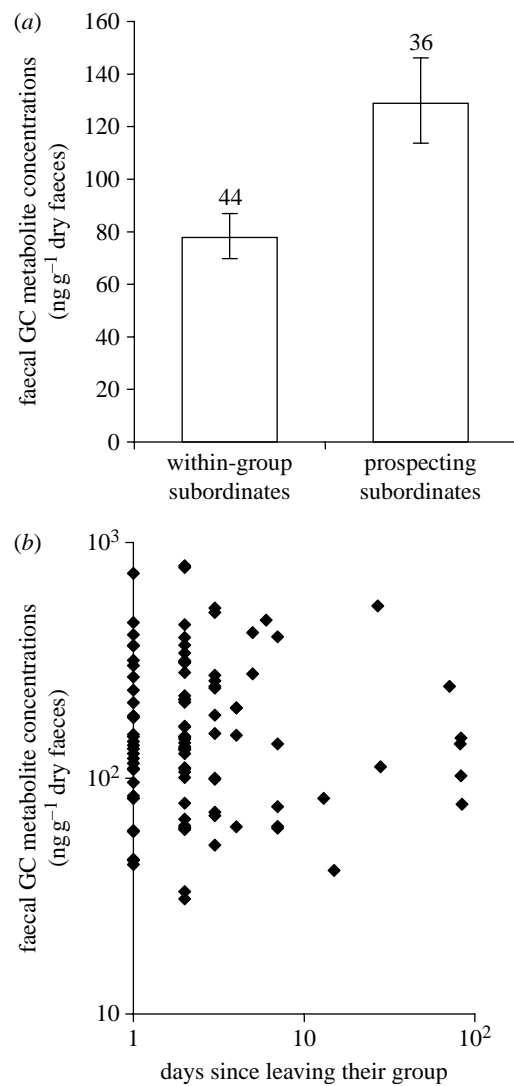 (a)
160
140
120
100
80
60
40
20
0
faecal GC metabolite concentrations
(ng g⁻¹ dry faeces)
44
36
within-group
subordinates
prospecting
subordinates
(b)
10³
10²
10
faecal GC metabolite concentrations
(ng g⁻¹ dry faeces)
1
10
10²
days since leaving their group